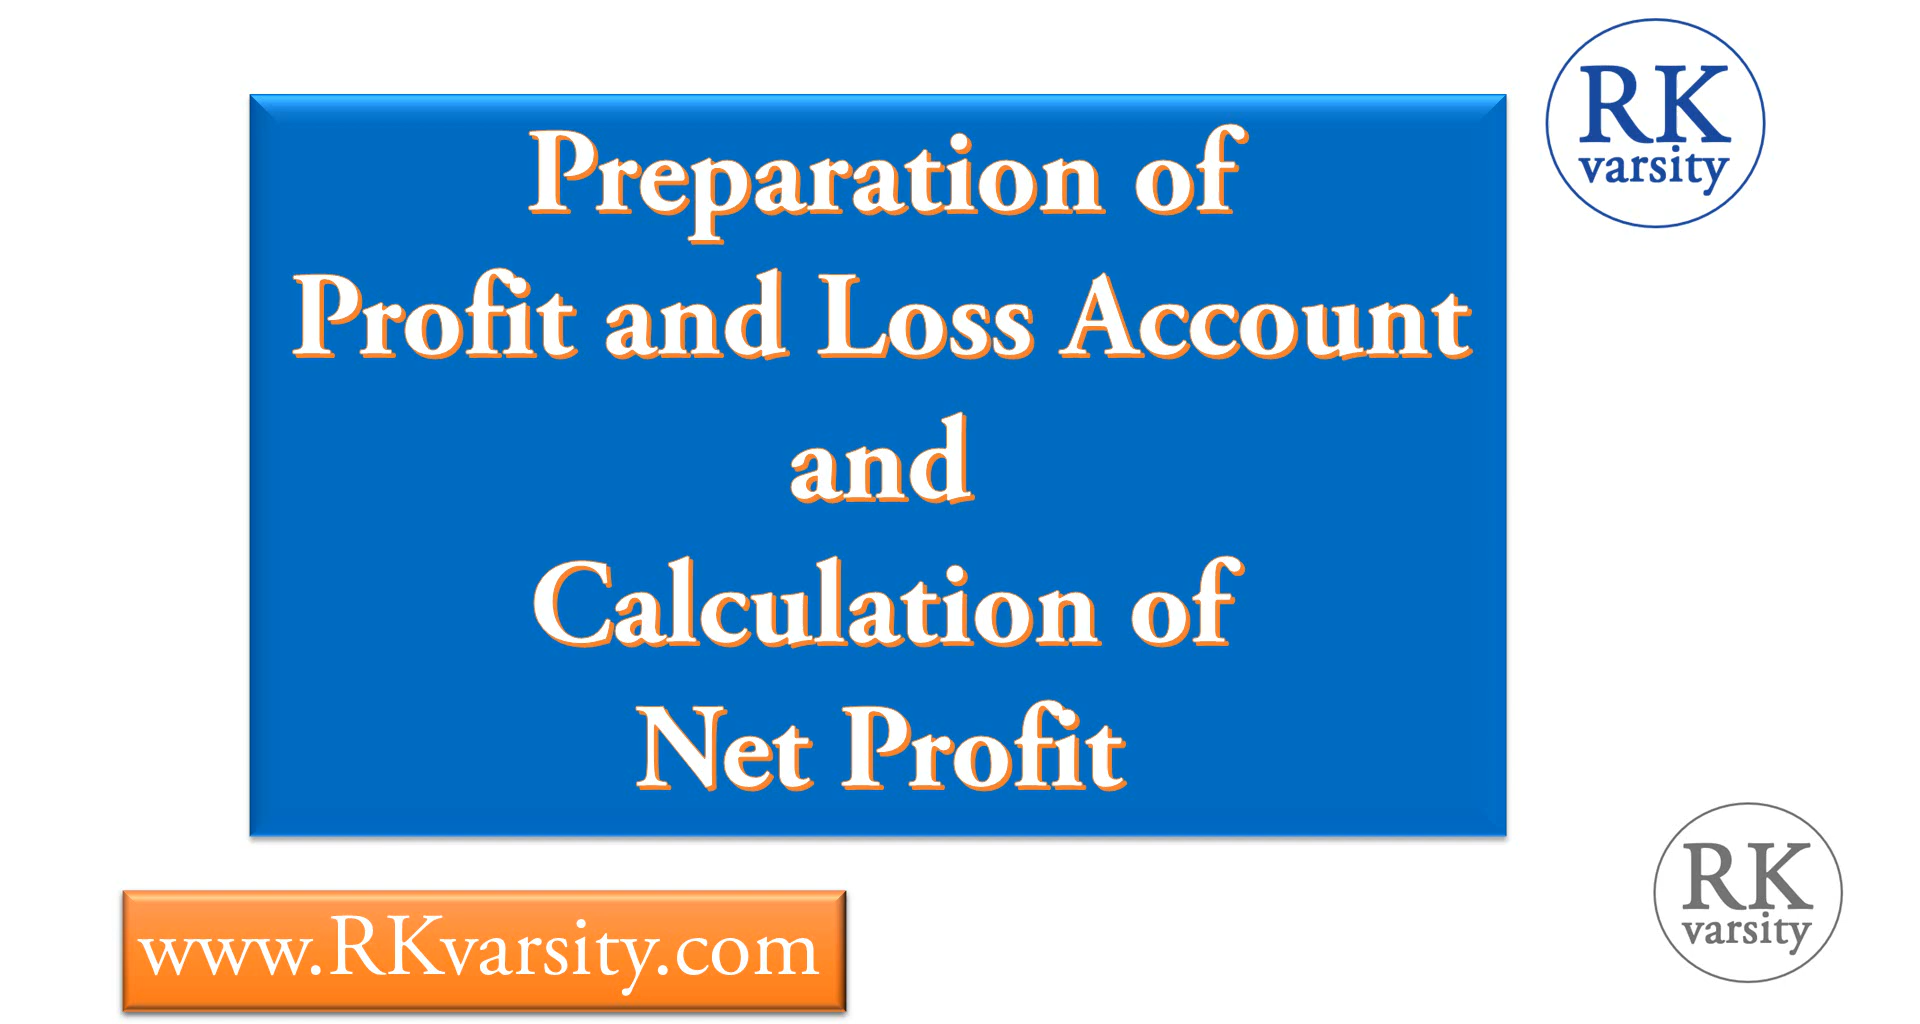 RK
varsity
Preparation of
Profit and Loss Account
and
Calculation of
Net Profit
RK
varsity
www.RKvarsity.com